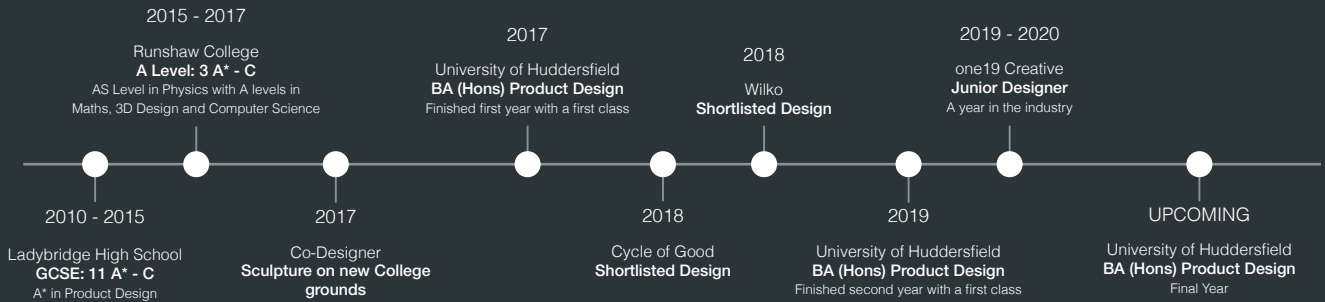 2015 - 2017
Runshaw College
A Level: 3 A* - C
AS Level in Physics with A levels in
Maths, 3D Design and Computer Science
2017
University of Huddersfield
BA (Hons) Product Design
Finished first year with a first class
2018
Wilko
Shortlisted Design
2019 - 2020
one19 Creative
Junior Designer
A year in the industry
2010 - 2015
Ladybridge High School
GCSE: 11 A* - C
A* in Product Design
2017
Co-Designer
Sculpture on new College
grounds
2018
Cycle of Good
Shortlisted Design
2019
University of Huddersfield
BA (Hons) Product Design
Finished second year with a first class
UPCOMING
University of Huddersfield
BA (Hons) Product Design
Final Year